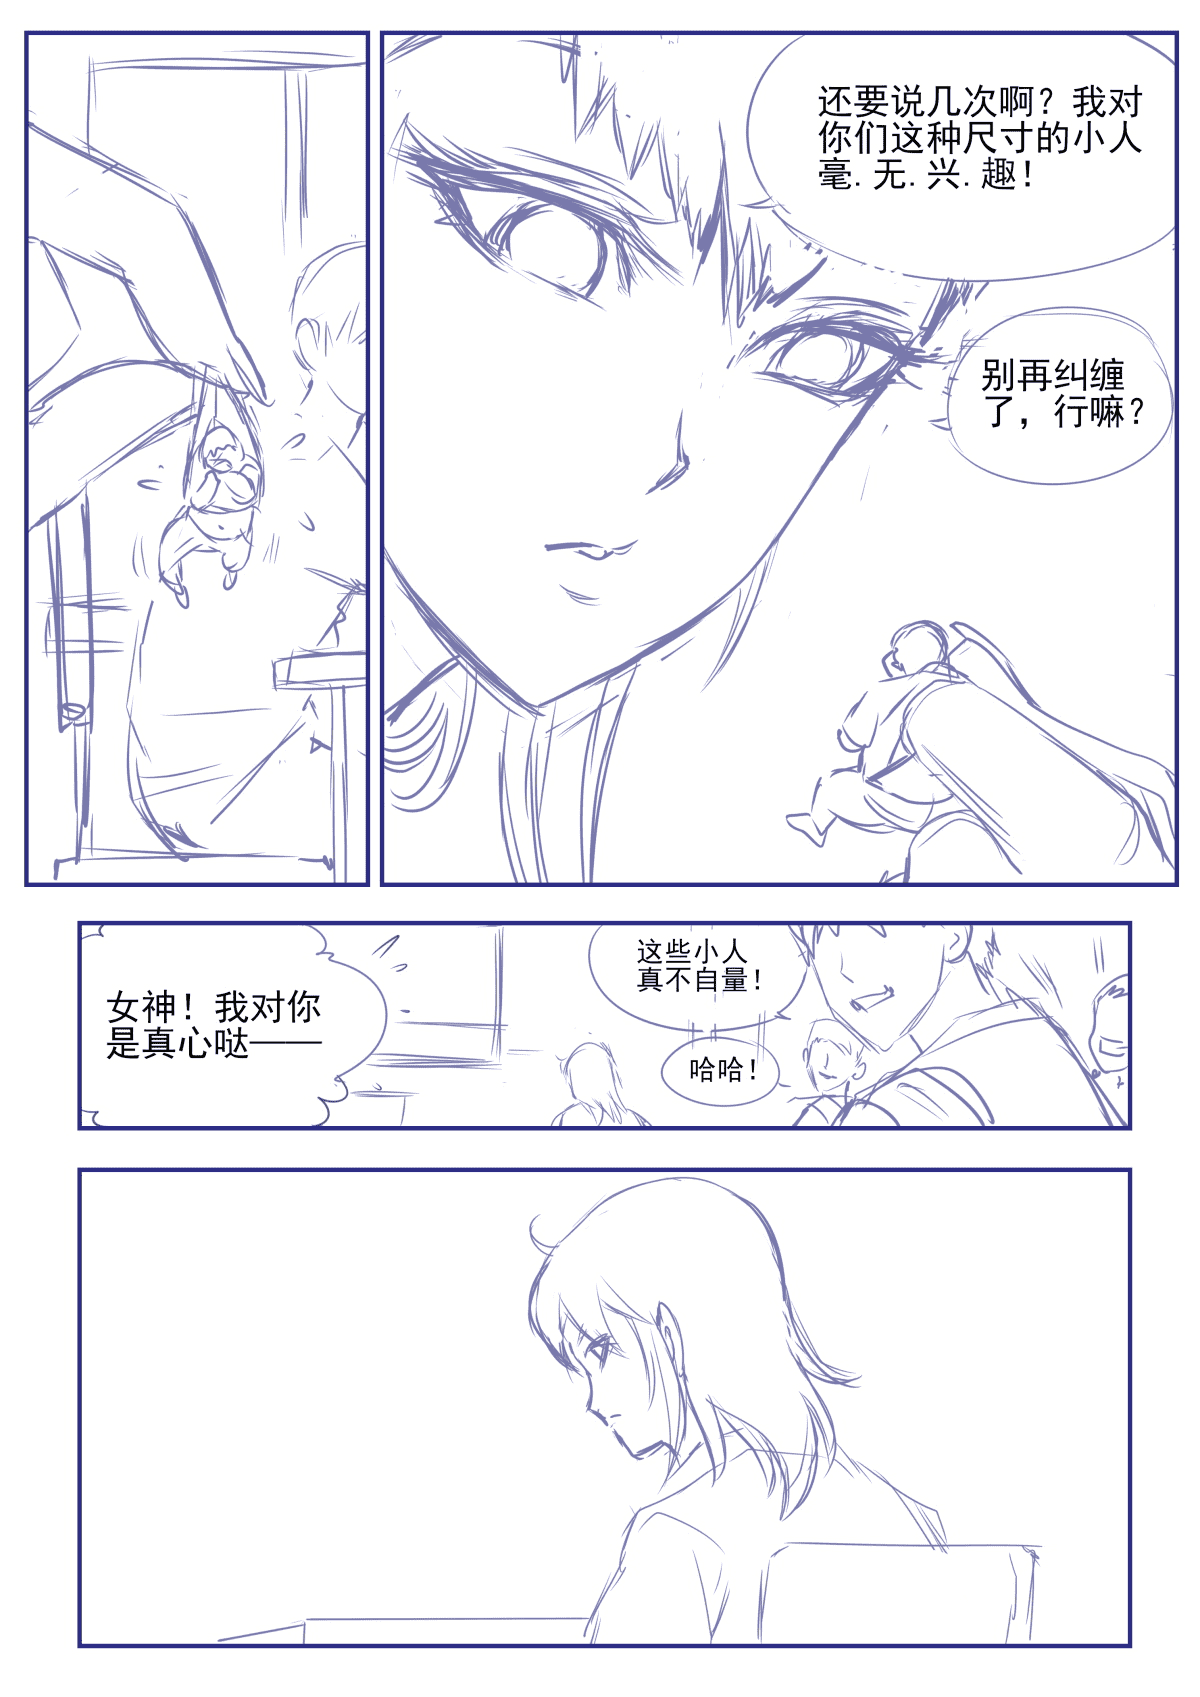 还要说几次啊？我对
你们这种尺寸的小人
毫.无.兴.趣！
别再纠缠
了，行嘛？
女神！我对你
是真心哒——
这些小人
真不自量！
哈哈！